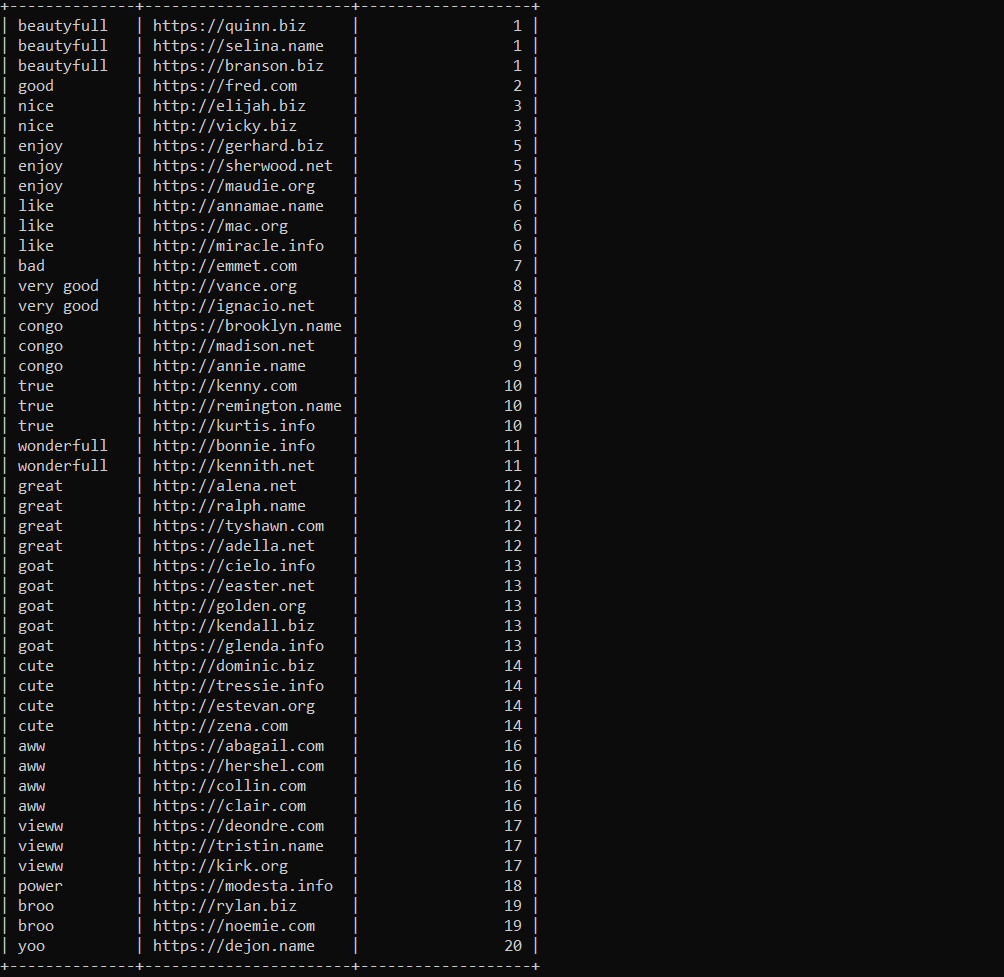 +--------------+-----------------------+-------------------+
| beautyfull   | https://quinn.biz     |                 1 |
| beautyfull   | https://selina.name   |                 1 |
| beautyfull   | https://branson.biz   |                 1 |
| good         | https://fred.com      |                 2 |
| nice         | http://elijah.biz     |                 3 |
| nice         | http://vicky.biz      |                 3 |
| enjoy        | https://gerhard.biz   |                 5 |
| enjoy        | https://sherwood.net  |                 5 |
| enjoy        | https://maudie.org    |                 5 |
| like         | http://annamae.name   |                 6 |
| like         | https://mac.org       |                 6 |
| like         | http://miracle.info   |                 6 |
| bad          | http://emmet.com      |                 7 |
| very good    | http://vance.org      |                 8 |
| very good    | http://ignacio.net    |                 8 |
| congo        | https://brooklyn.name |                 9 |
| congo        | http://madison.net    |                 9 |
| congo        | http://annie.name     |                 9 |
| true         | http://kenny.com      |                10 |
| true         | http://remington.name |                10 |
| true         | http://kurtis.info    |                10 |
| wonderfull   | http://bonnie.info    |                11 |
| wonderfull   | http://kennith.net    |                11 |
| great        | http://alena.net      |                12 |
| great        | http://ralph.name     |                12 |
| great        | https://tyshawn.com   |                12 |
| great        | https://adella.net    |                12 |
| goat         | https://cielo.info    |                13 |
| goat         | https://easter.net    |                13 |
| goat         | http://golden.org     |                13 |
| goat         | http://kendall.biz    |                13 |
| goat         | https://glenda.info   |                13 |
| cute         | http://dominic.biz    |                14 |
| cute         | http://tressie.info   |                14 |
| cute         | http://estevan.org    |                14 |
| cute         | http://zena.com       |                14 |
| aww          | https://abagail.com   |                16 |
| aww          | https://hershel.com   |                16 |
| aww          | http://collin.com     |                16 |
| aww          | https://clair.com     |                16 |
| vieww        | https://deondre.com   |                17 |
| vieww        | http://tristin.name   |                17 |
| vieww        | http://kirk.org       |                17 |
| power        | https://modesta.info  |                18 |
| broo         | http://rylan.biz      |                19 |
| broo         | https://noemie.com    |                19 |
| yoo          | https://dejon.name    |                20 |
+--------------+-----------------------+-------------------+